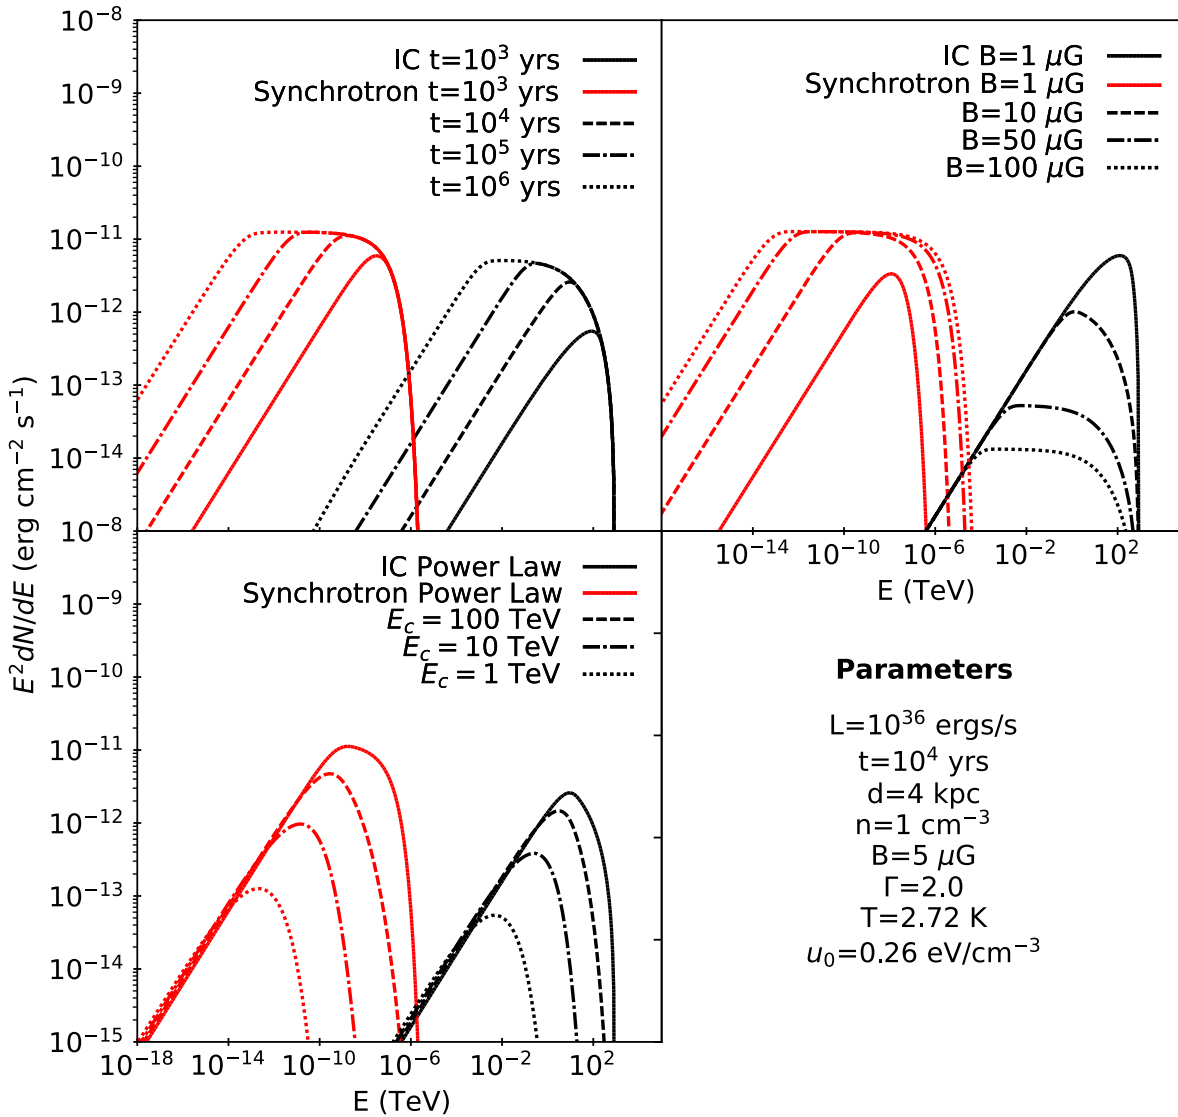 10⁻⁸
10⁻⁹
10⁻¹⁰
10⁻¹¹
10⁻¹²
10⁻¹³
10⁻¹⁴
10⁻⁸
10⁻⁹
10⁻¹⁰
10⁻¹¹
10⁻¹²
10⁻¹³
10⁻¹⁴
10⁻¹⁵
E²dN/dE (erg cm⁻² s⁻¹)
IC t=10³ yrs
Synchrotron t=10³ yrs
t=10⁴ yrs
t=10⁵ yrs
t=10⁶ yrs
IC B=1 μG
Synchrotron B=1 μG
B=10 μG
B=50 μG
B=100 μG
10⁻¹⁴ 10⁻¹⁰ 10⁻⁶ 10⁻² 10²
E (TeV)
IC Power Law
Synchrotron Power Law
E_c = 100 TeV
E_c = 10 TeV
E_c = 1 TeV
10⁻¹⁸ 10⁻¹⁴ 10⁻¹⁰ 10⁻⁶ 10⁻² 10²
E (TeV)
Parameters
L=10³⁶ ergs/s
t=10⁴ yrs
d=4 kpc
n=1 cm⁻³
B=5 μG
Γ=2.0
T=2.72 K
u₀=0.26 eV/cm⁻³